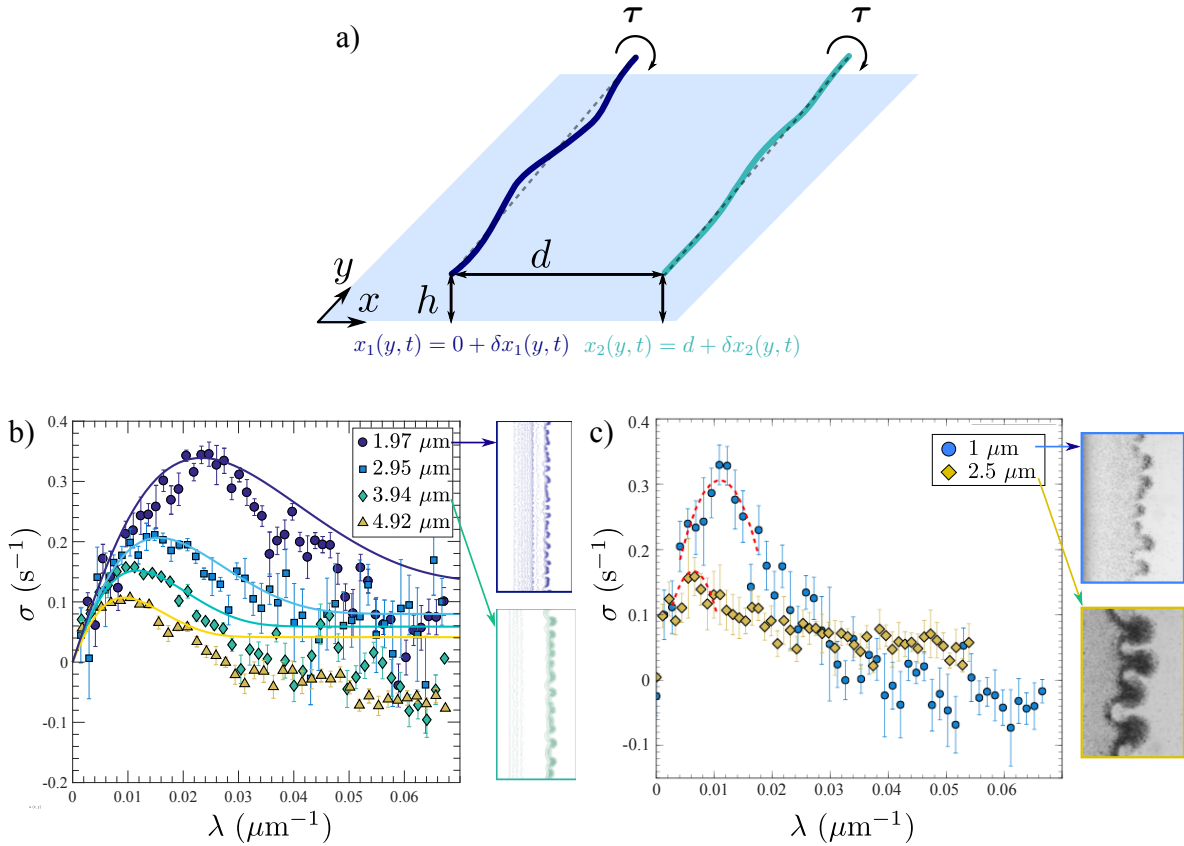 a)
τ
τ
y
x
h
d
x₁(y, t) = 0 + δx₁(y, t)
x₂(y, t) = d + δx₂(y, t)
b)
σ (s⁻¹)
0.4
0.3
0.2
0.1
0
-0.1
-0.2
0
0.01
0.02
0.03
0.04
0.05
0.06
λ (μm⁻¹)
1.97 μm
2.95 μm
3.94 μm
4.92 μm
c)
σ (s⁻¹)
0.4
0.3
0.2
0.1
0
-0.1
0
0.01
0.02
0.03
0.04
0.05
0.06
λ (μm⁻¹)
1 μm
2.5 μm